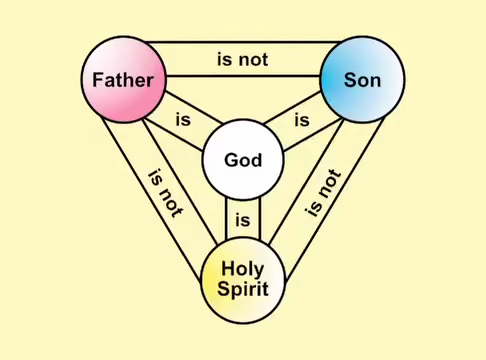 is not
Father
Son
is
is
God
is not
is not
is
Holy
Spirit